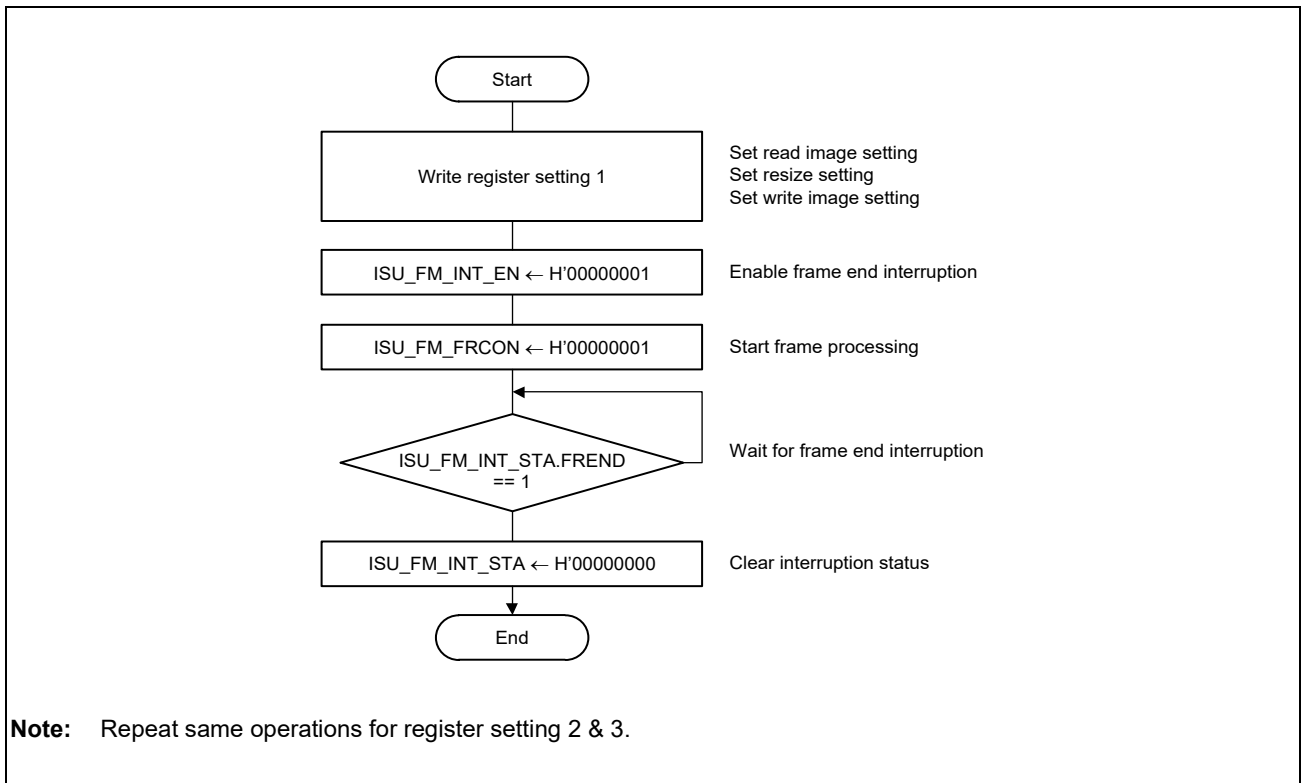 Start
Write register setting 1
Set read image setting
Set resize setting
Set write image setting
ISU_FM_INT_EN ← H’00000001
Enable frame end interruption
ISU_FM_FRCON ← H’00000001
Start frame processing
ISU_FM_INT_STA.FREND
== 1
Wait for frame end interruption
ISU_FM_INT_STA ← H’00000000
Clear interruption status
End
Note: Repeat same operations for register setting 2 & 3.